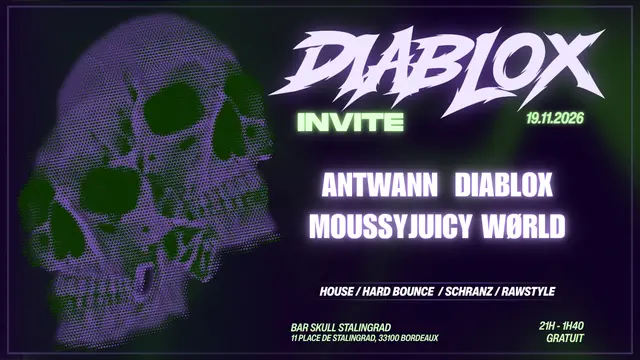 DIABLOX
INVITE
19.11.2026
ANTWANN DIABLOX
MOUSSYJUICY WØRLD
HOUSE / HARD BOUNCE / SCHRANZ / RAWSTYLE
BAR SKULL STALINGRAD
11 PLACE DE STALINGRAD, 33100 BORDEAUX
21H - 1H40
GRATUIT